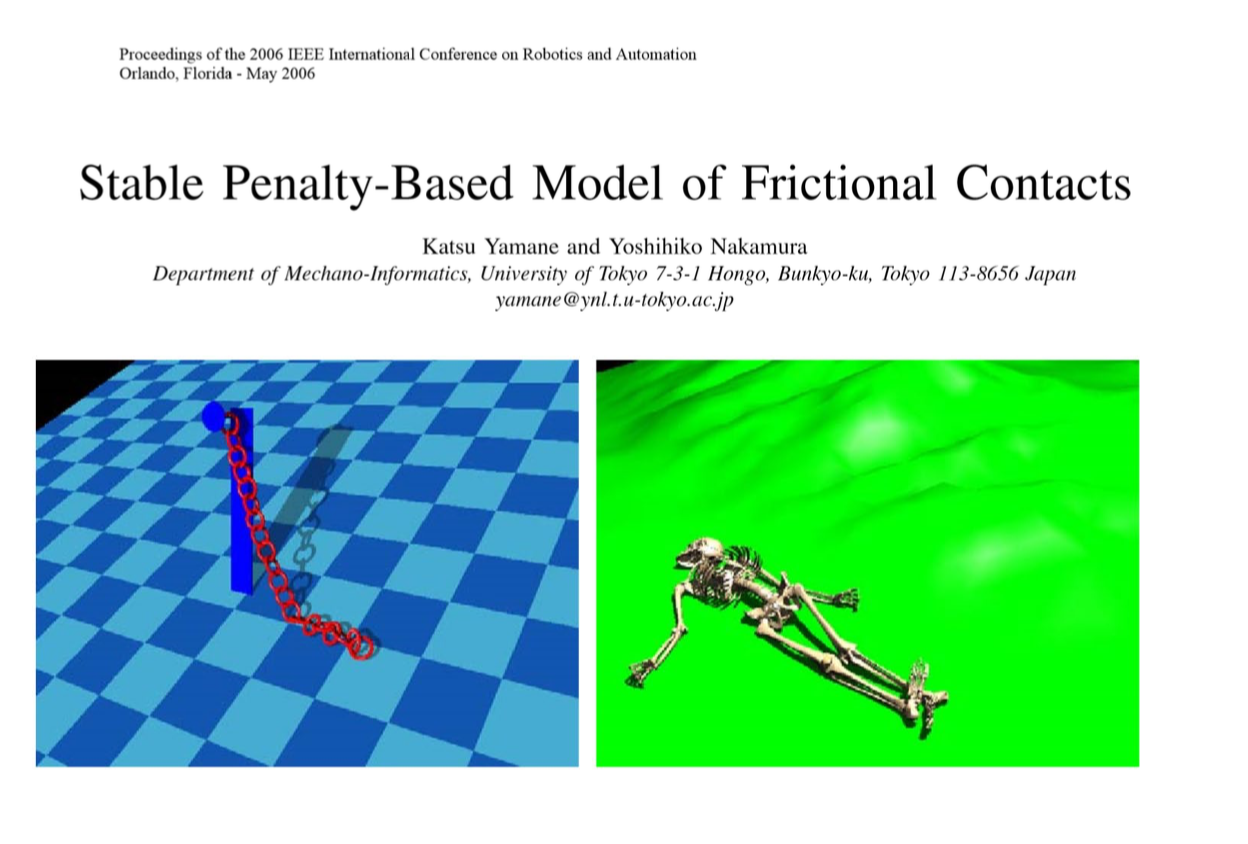 Proceedings of the 2006 IEEE International Conference on Robotics and Automation
Orlando, Florida - May 2006
Stable Penalty-Based Model of Frictional Contacts
Katsu Yamane and Yoshihiko Nakamura
Department of Mechano-Informatics, University of Tokyo 7-3-1 Hongo, Bunkyo-ku, Tokyo 113-8656 Japan
yamane@ynl.t.u-tokyo.ac.jp